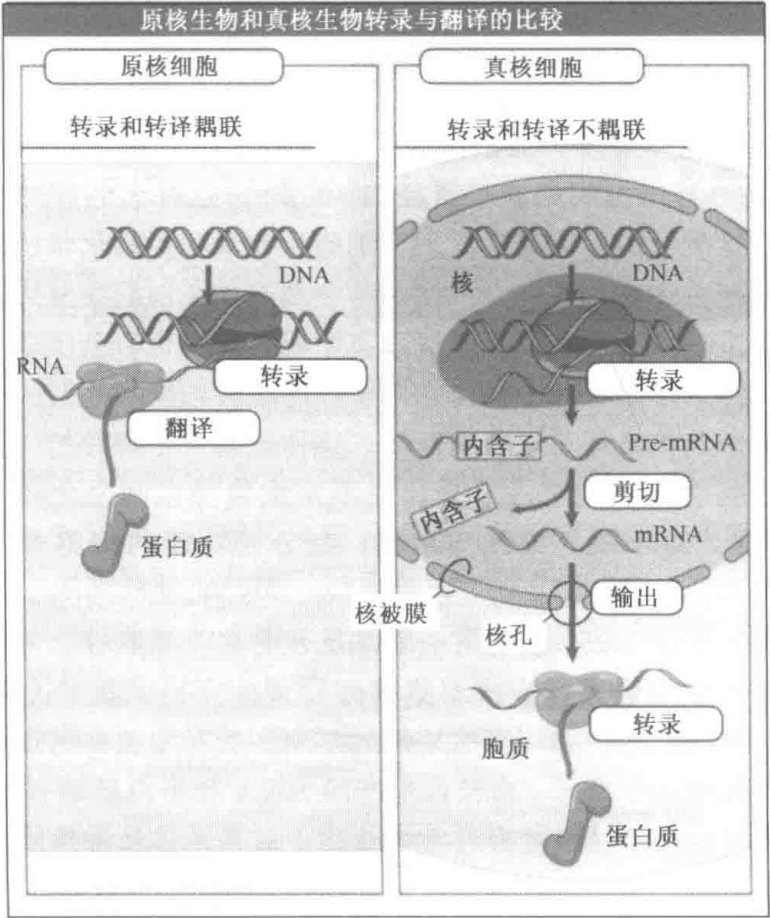 原核生物和真核生物转录与翻译的比较
原核细胞
转录和转译耦联
DNA
RNA
转录
翻译
蛋白质
真核细胞
转录和转译不耦联
核
DNA
转录
内含子
Pre-mRNA
剪切
内含子
mRNA
核被膜
输出
核孔
转录
胞质
蛋白质